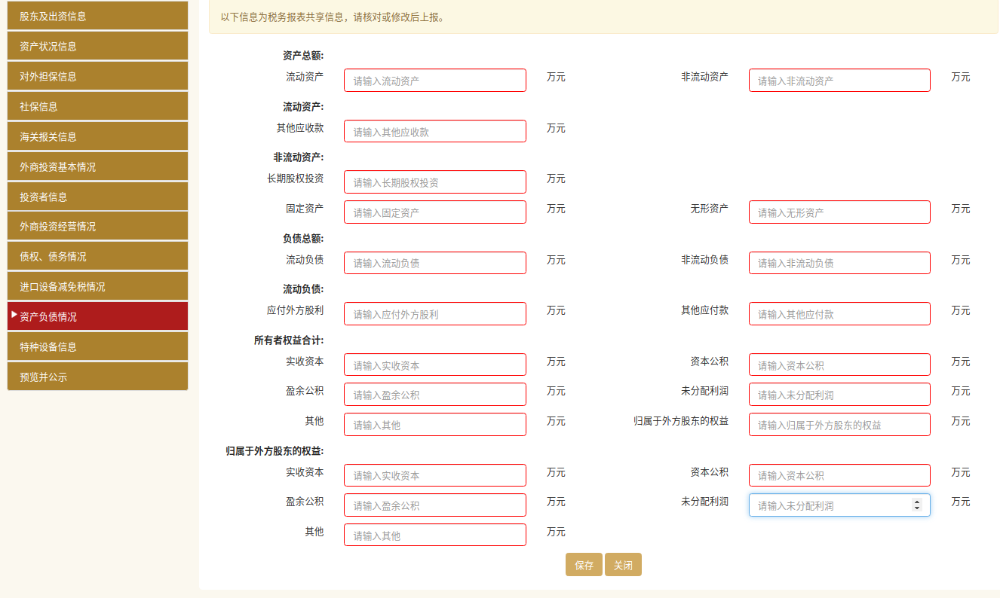 股东及出资信息
资产状况信息
对外担保信息
社保信息
海关报关信息
外商投资基本情况
投资者信息
外商投资经营情况
债权、债务情况
进口设备减免税情况
资产负债情况
特种设备信息
预览并公示
以下信息为税务报表共享信息，请核对或修改后上报。
资产总额:
流动资产 请输入流动资产 万元 非流动资产 请输入非流动资产 万元
流动资产:
其他应收款 请输入其他应收款 万元
非流动资产:
长期股权投资 请输入长期股权投资 万元
固定资产 请输入固定资产 万元 无形资产 请输入无形资产 万元
负债总额:
流动负债 请输入流动负债 万元 非流动负债 请输入非流动负债 万元
流动负债:
应付外方股利 请输入应付外方股利 万元 其他应付款 请输入其他应付款 万元
所有者权益合计:
实收资本 请输入实收资本 万元 资本公积 请输入资本公积 万元
盈余公积 请输入盈余公积 万元 未分配利润 请输入未分配利润 万元
其他 请输入其他 万元 归属于外方股东的权益 请输入归属于外方股东的权益 万元
归属于外方股东的权益:
实收资本 请输入实收资本 万元 资本公积 请输入资本公积 万元
盈余公积 请输入盈余公积 万元 未分配利润 请输入未分配利润 万元
其他 请输入其他 万元
保存 关闭